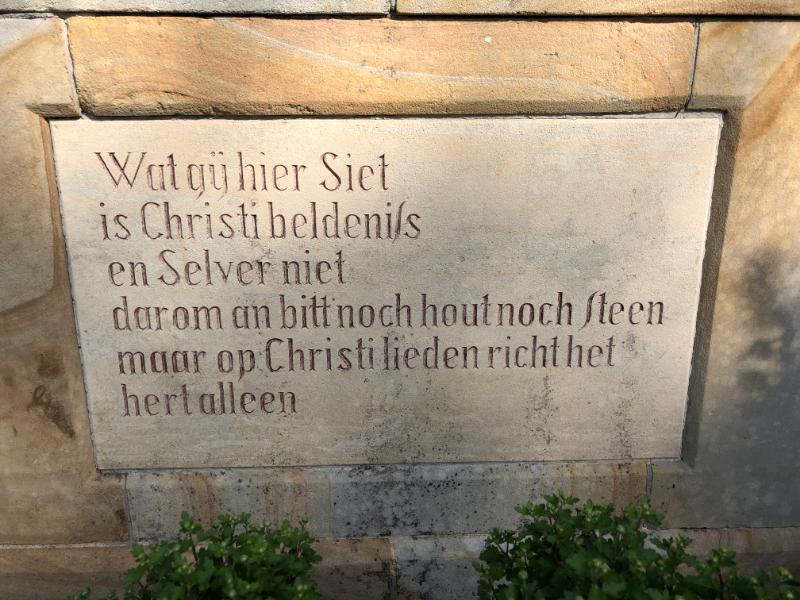 Wat gÿ hier Siet
is Christi beldeniſs
en Selver niet
darom an bitt noch hout noch ſteen
maar op Christi lieden richt het
hert alleen